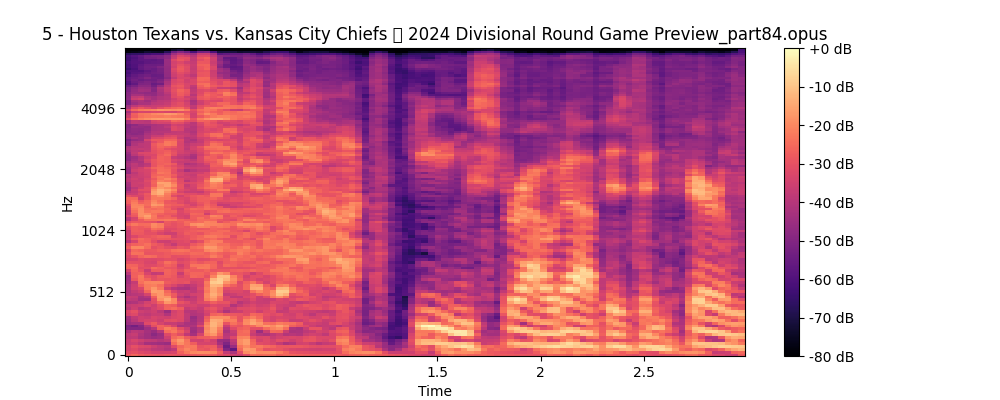 5 - Houston Texans vs. Kansas City Chiefs ▯ 2024 Divisional Round Game Preview_part84.opus
+0 dB
-10 dB
-20 dB
-30 dB
-40 dB
-50 dB
-60 dB
-70 dB
-80 dB
4096
2048
1024
512
0
Hz
0
0.5
1
1.5
2
2.5
Time